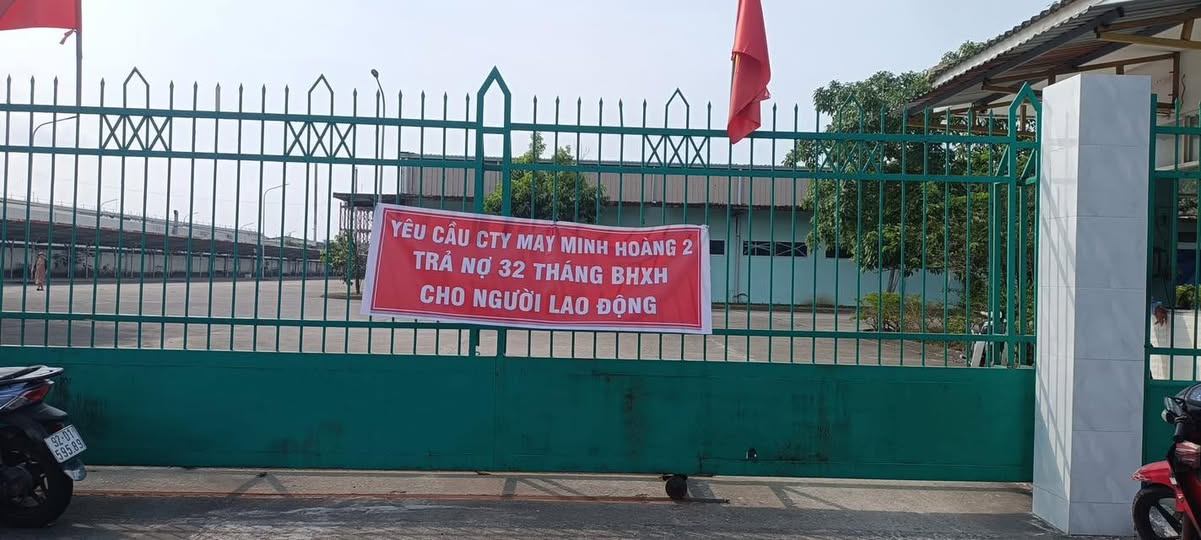 YÊU CẦU CTY MAY MINH HOÀNG 2
TRẢ NỢ 32 THÁNG BHXH
CHO NGƯỜI LAO ĐỘNG
92-D1
595.89